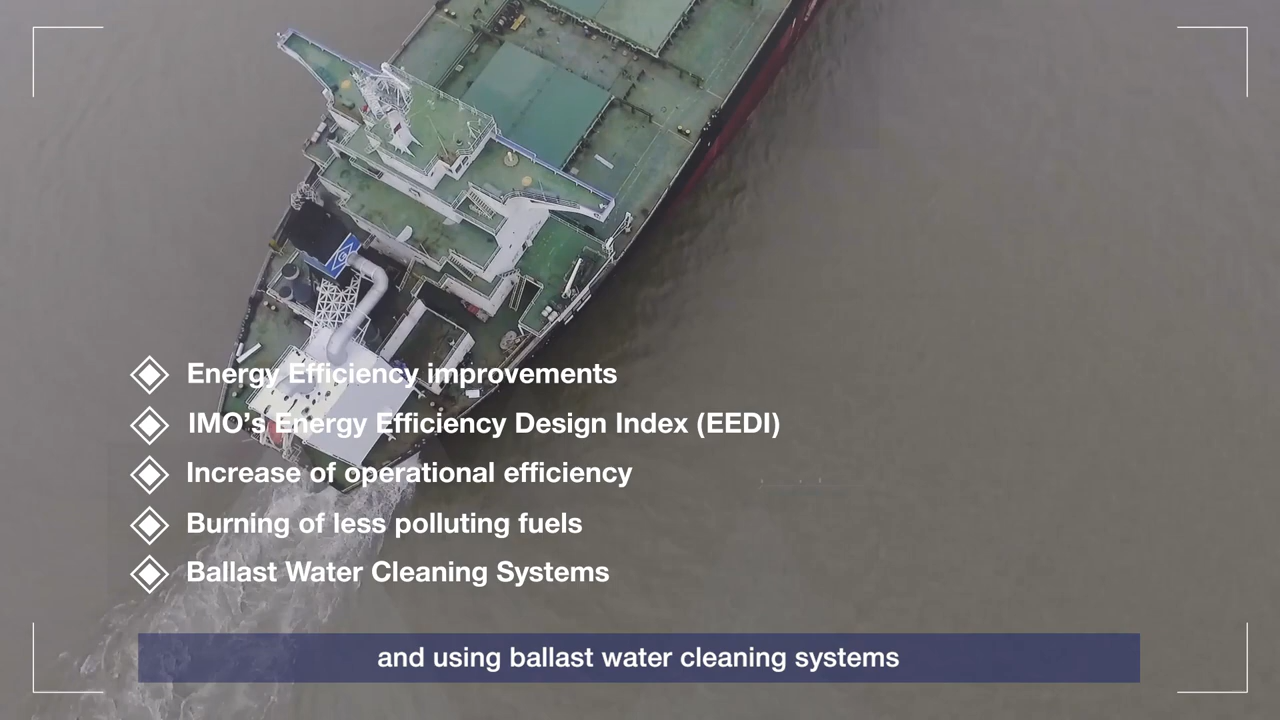 Energy Efficiency improvements
IMO's Energy Efficiency Design Index (EEDI)
Increase of operational efficiency
Burning of less polluting fuels
Ballast Water Cleaning Systems
and using ballast water cleaning systems